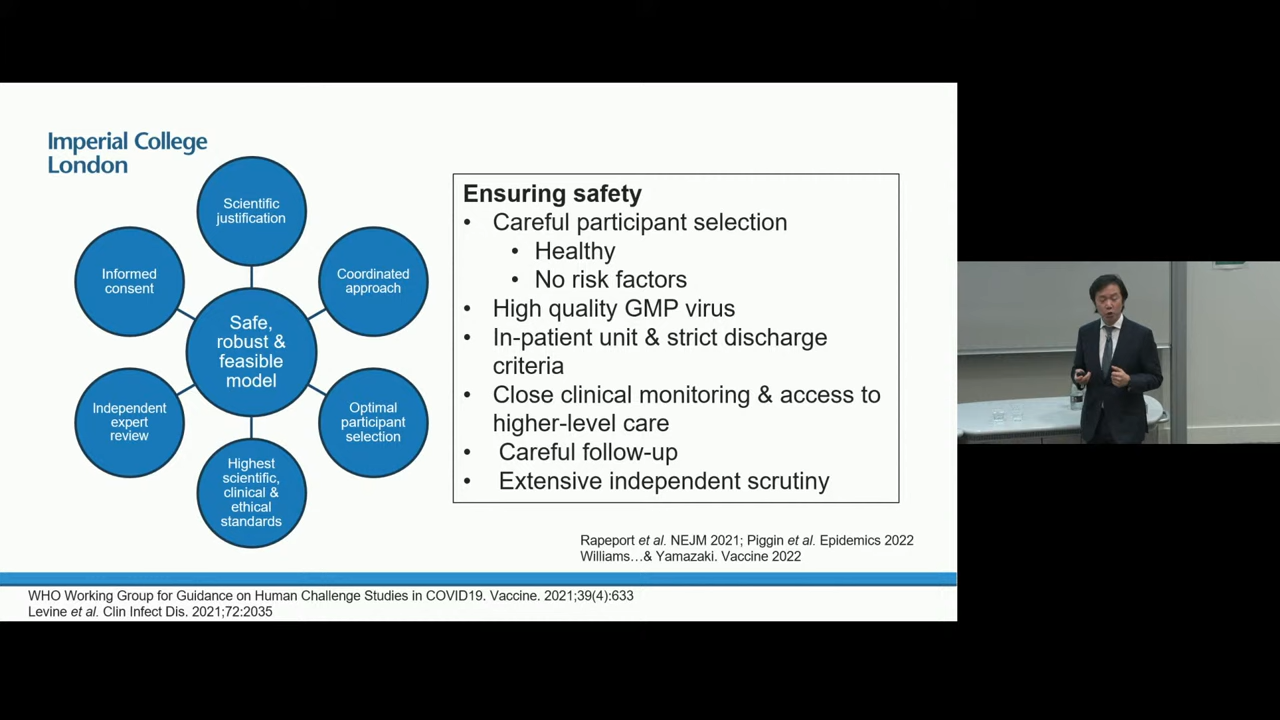 Imperial College
London
Scientific
justification
Informed
consent
Coordinated
approach
Safe,
robust &
feasible
model
Independent
expert
review
Optimal
participant
selection
Highest
scientific,
clinical &
ethical
standards
Ensuring safety
• Careful participant selection
• Healthy
• No risk factors
• High quality GMP virus
• In-patient unit & strict discharge
criteria
• Close clinical monitoring & access to
higher-level care
• Careful follow-up
• Extensive independent scrutiny
Rapeport et al. NEJM 2021; Piggin et al. Epidemics 2022
Williams…& Yamazaki. Vaccine 2022
WHO Working Group for Guidance on Human Challenge Studies in COVID19. Vaccine. 2021;39(4):633
Levine et al. Clin Infect Dis. 2021;72:2035